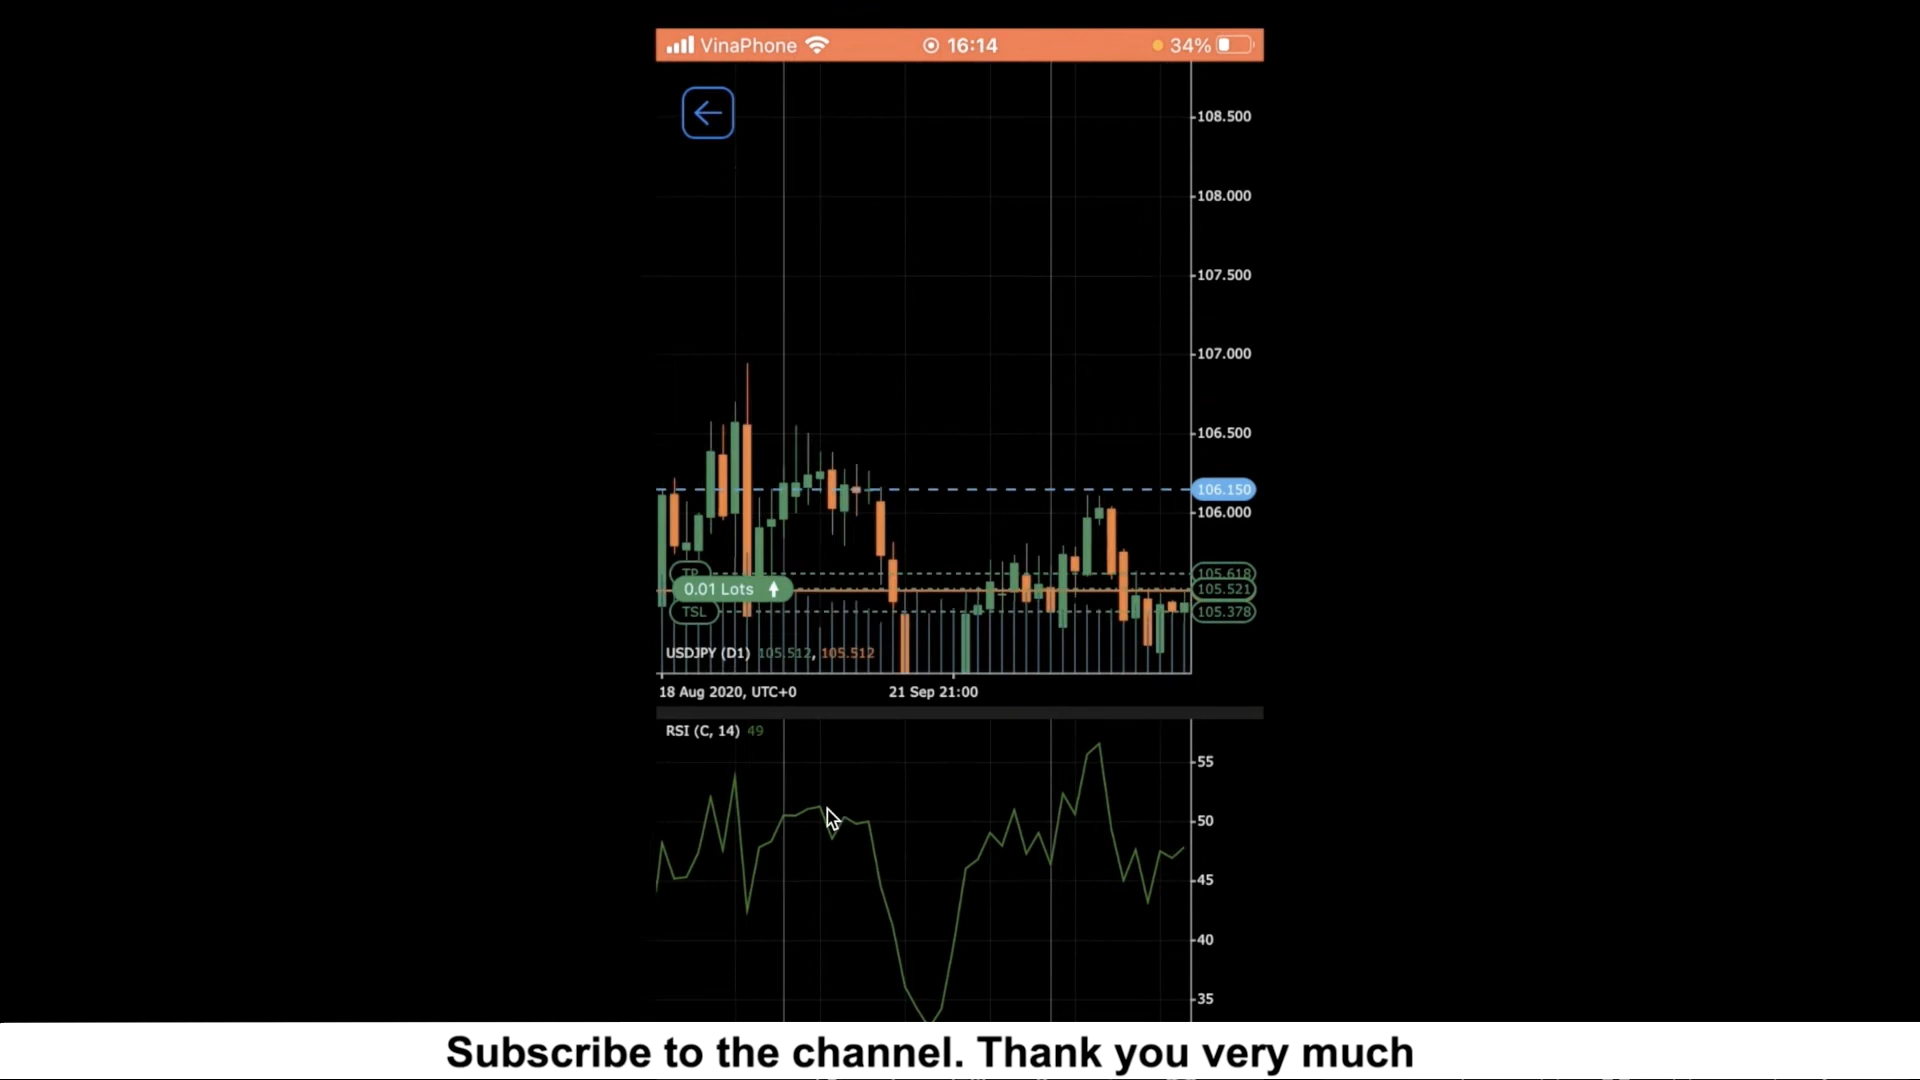 VinaPhone 16:14 34%
108.500
108.000
107.500
107.000
106.500
106.150
106.000
TP 105.618
0.01 Lots 105.521
TSL 105.378
USDJPY (D1) 105.512, 105.512
18 Aug 2020, UTC+0 21 Sep 21:00
RSI (C, 14) 49
55
50
45
40
35
Subscribe to the channel. Thank you very much